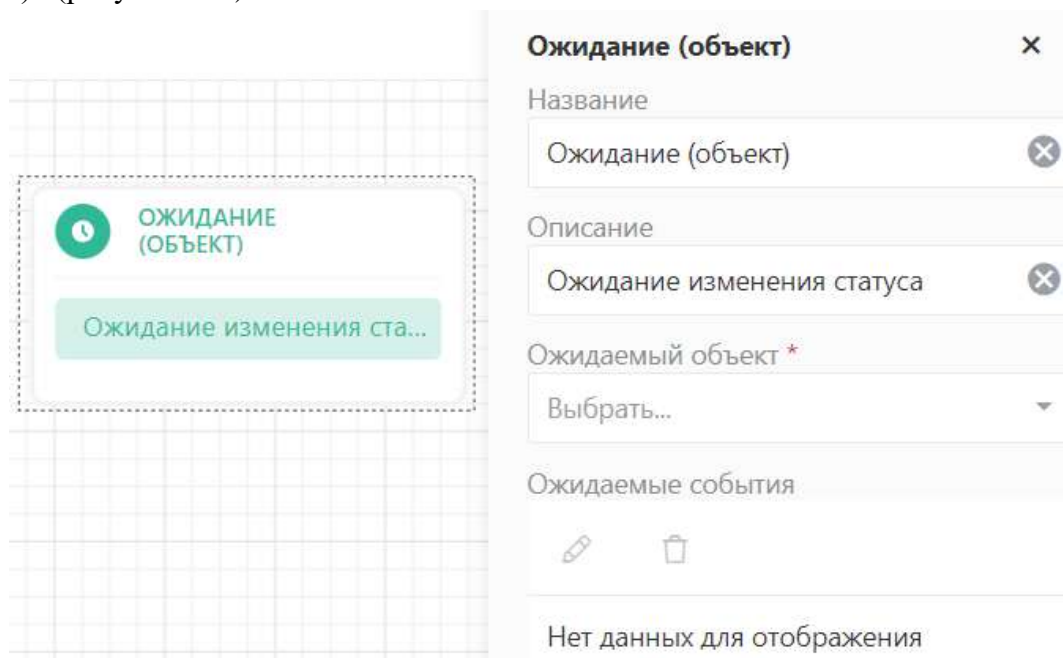 Ожидание (объект)
Название
Ожидание (объект)
ОЖИДАНИЕ
(ОБЪЕКТ)
Описание
Ожидание изменения статуса
Ожидание изменения ста...
Ожидаемый объект *
Выбрать...
Ожидаемые события
Нет данных для отображения